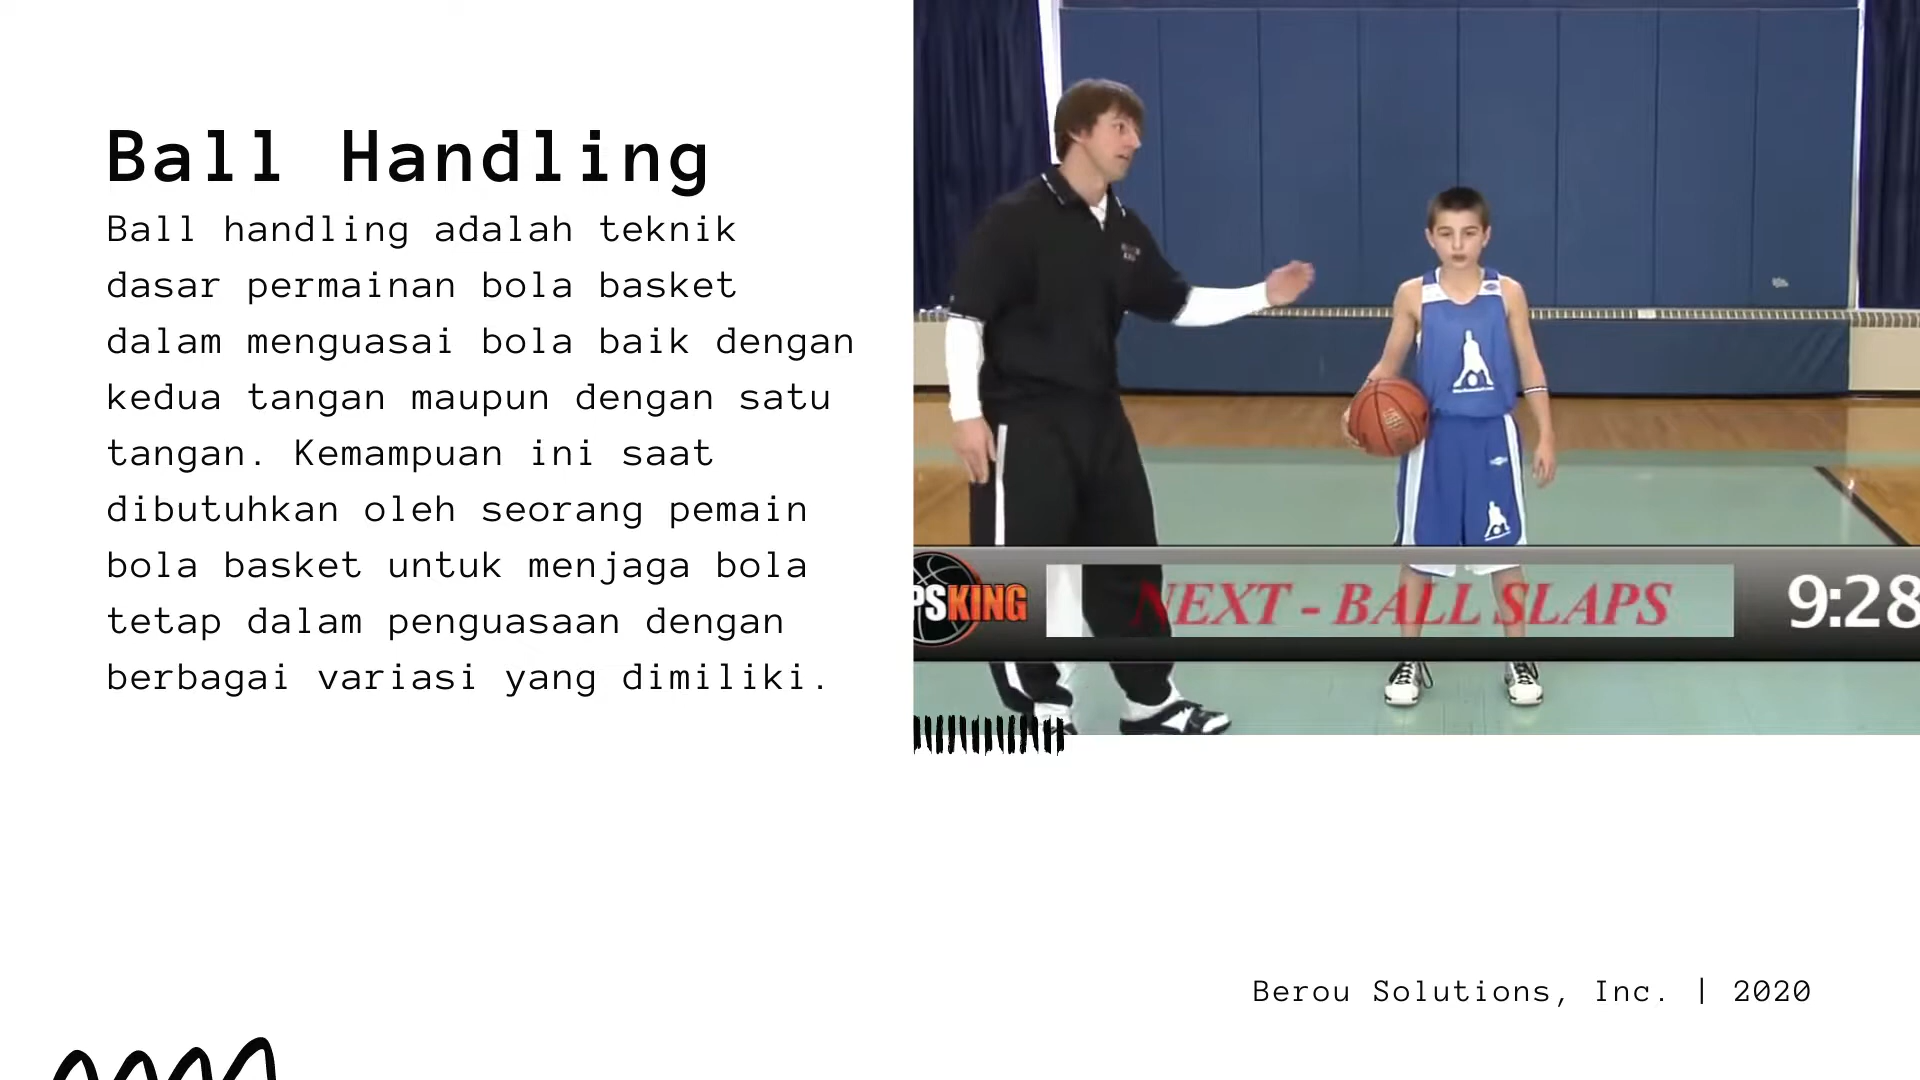 Ball Handling
Ball handling adalah teknik
dasar permainan bola basket
dalam menguasai bola baik dengan
kedua tangan maupun dengan satu
tangan. Kemampuan ini saat
dibutuhkan oleh seorang pemain
bola basket untuk menjaga bola
tetap dalam penguasaan dengan
berbagai variasi yang dimiliki.
PSKING
NEXT - BALL SLAPS
9:28
Berou Solutions, Inc. | 2020